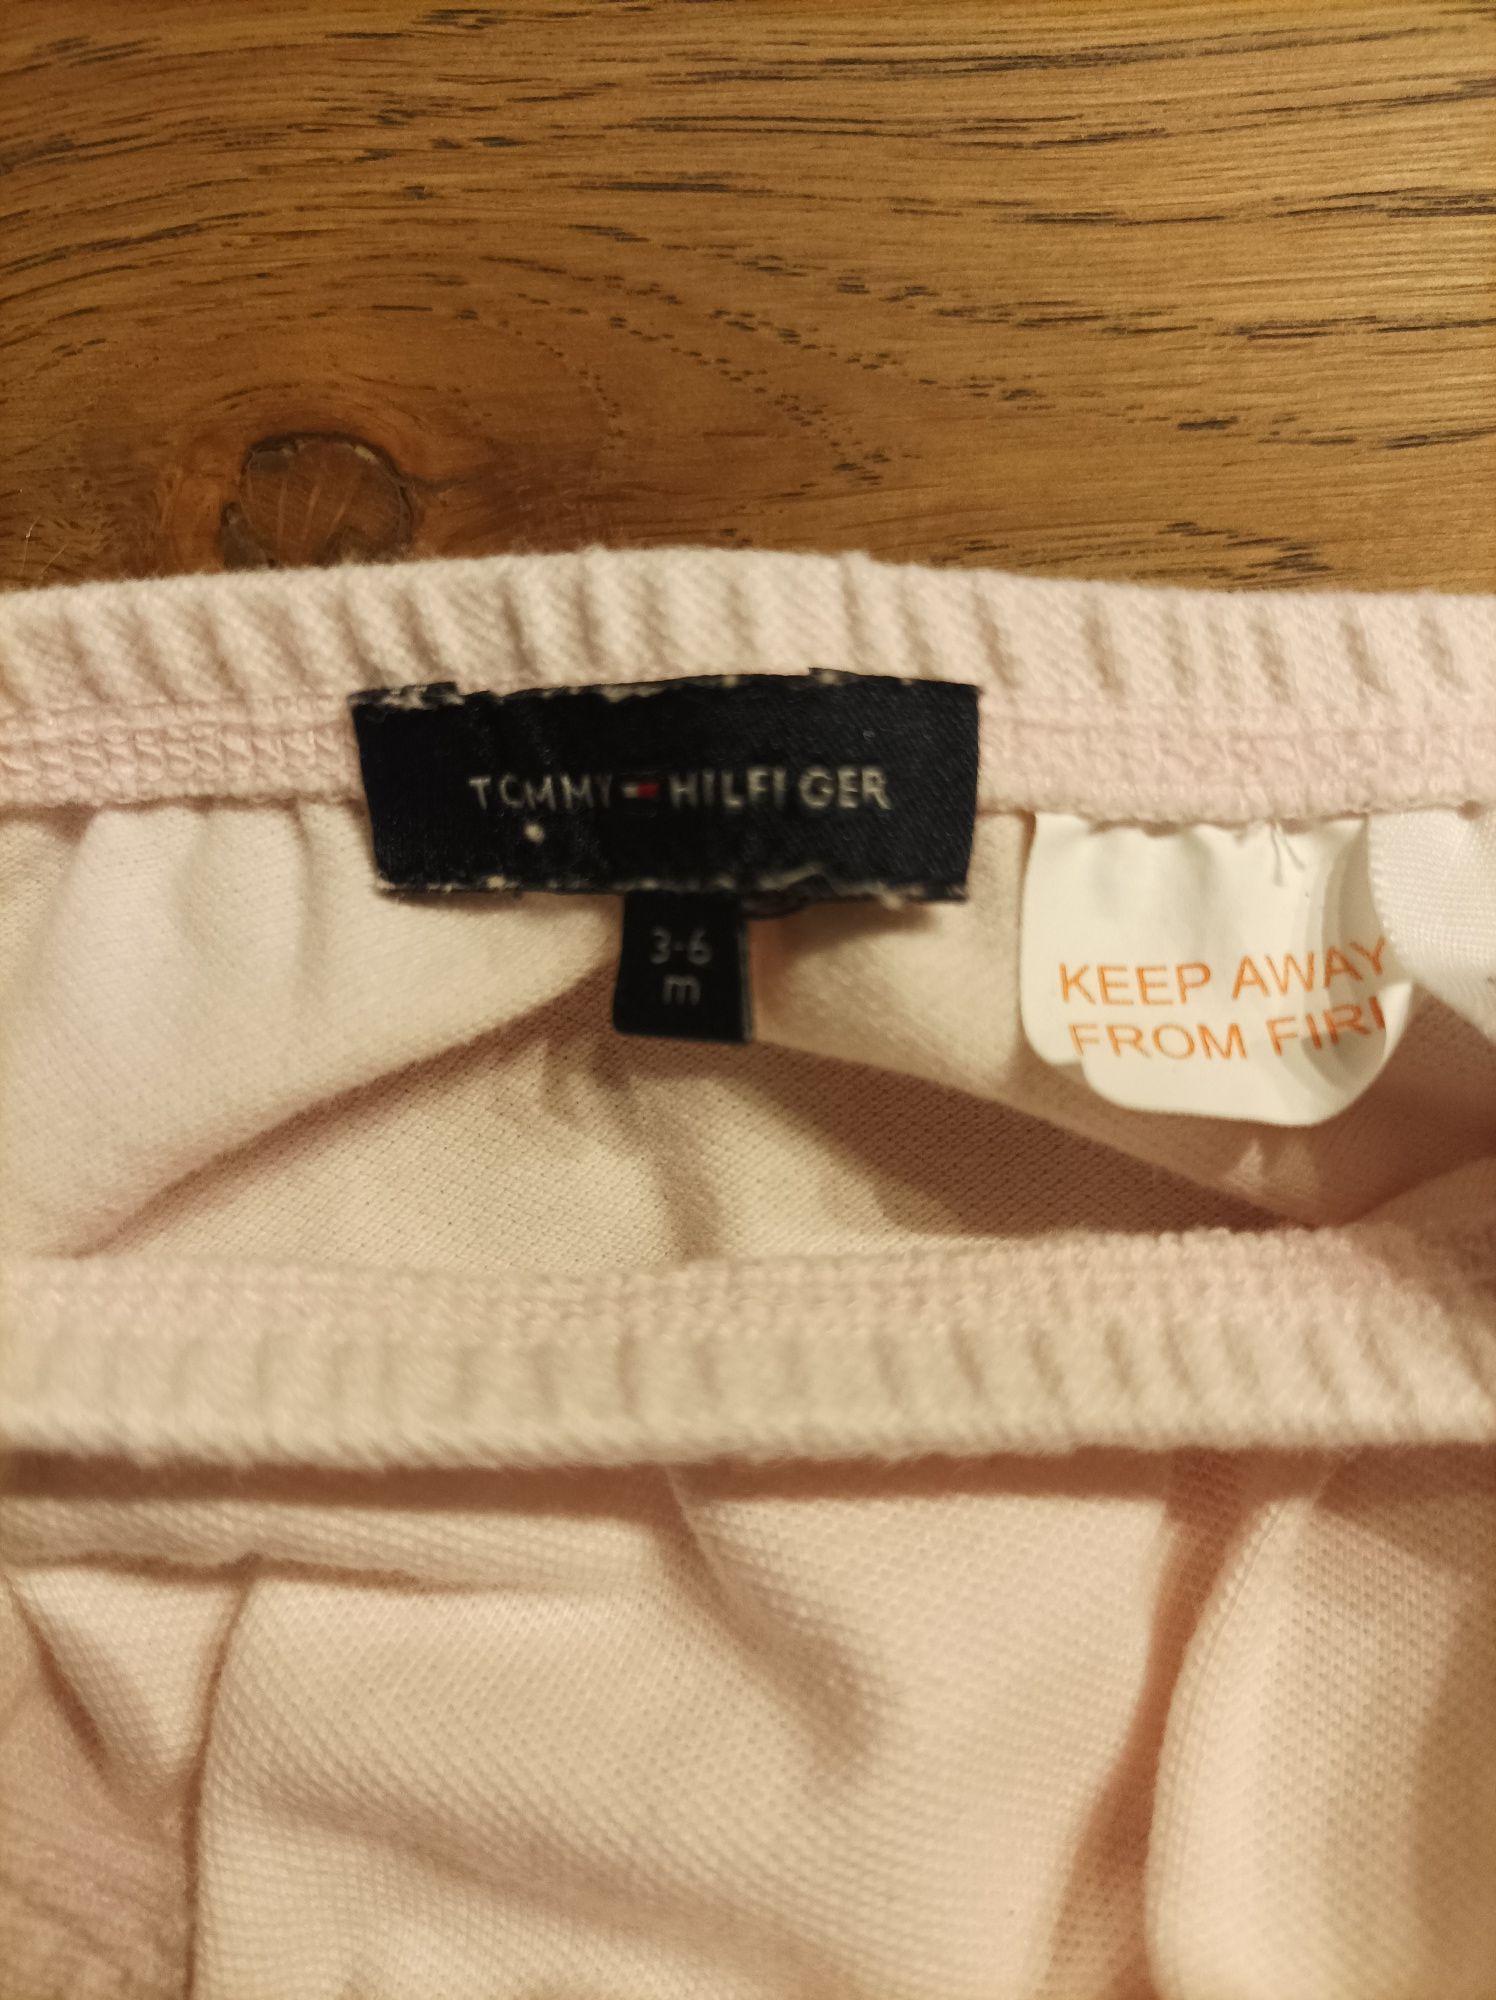 TOMMY HILFIGER
3-6
m
KEEP AWAY
FROM FIRE